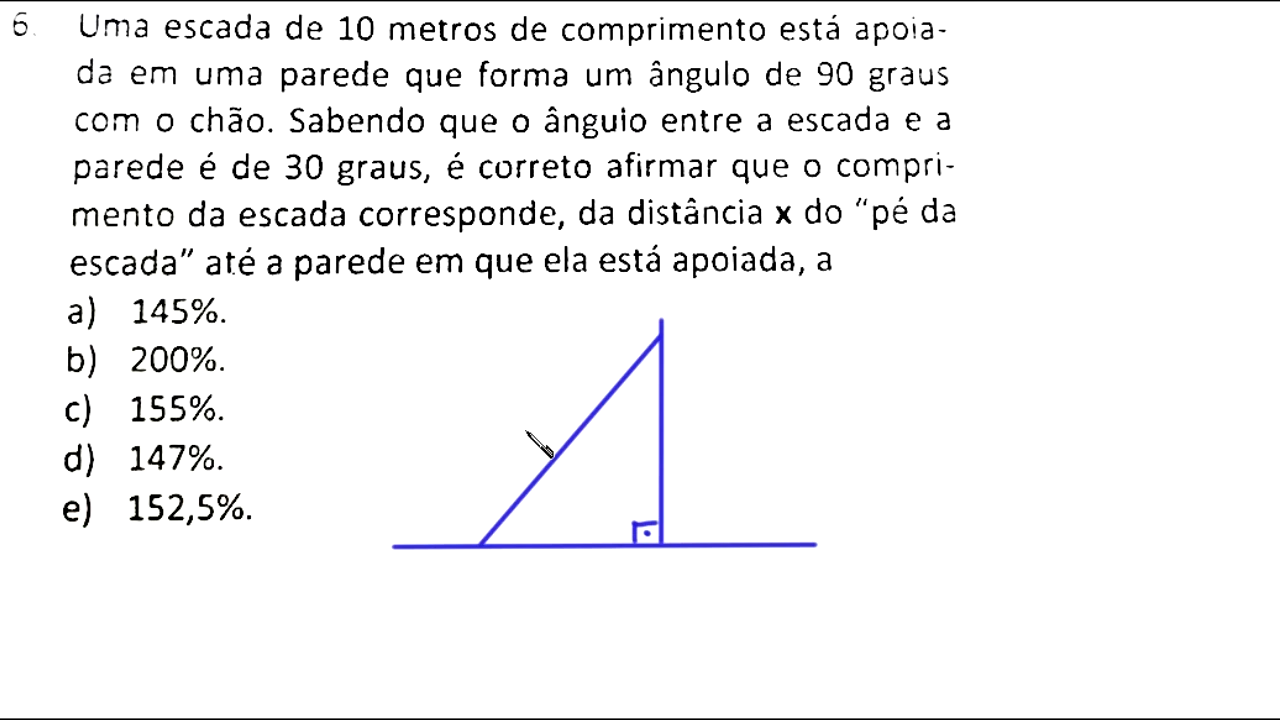 6. Uma escada de 10 metros de comprimento está apoia-
da em uma parede que forma um ângulo de 90 graus
com o chão. Sabendo que o ângulo entre a escada e a
parede é de 30 graus, é correto afirmar que o compri-
mento da escada corresponde, da distância x do “pé da
escada” até a parede em que ela está apoiada, a
a) 145%.
b) 200%.
c) 155%.
d) 147%.
e) 152,5%.